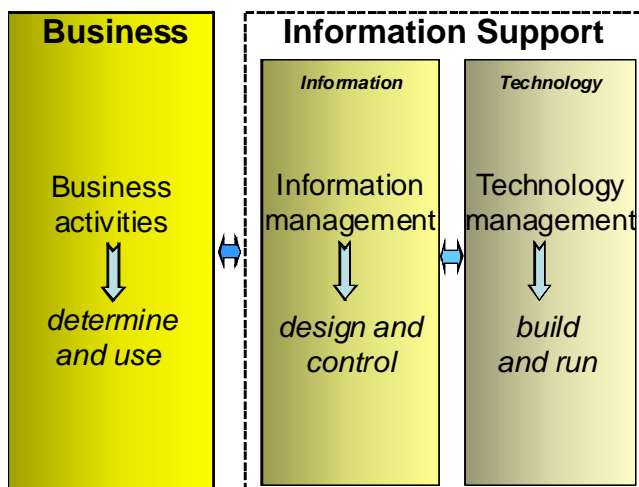 Business
Business
activities
determine
and use
Information Support
Information
Information
management
design and
control
Technology
Technology
management
build
and run